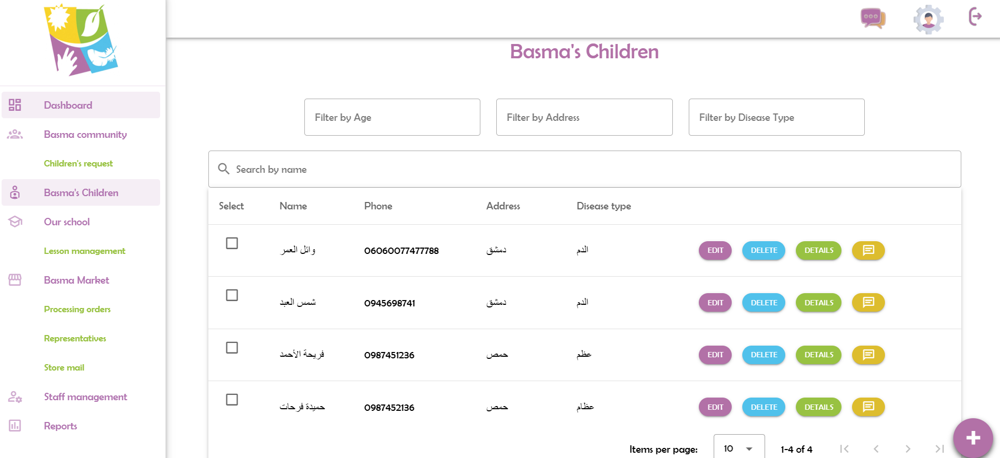 Basma's Children
Dashboard
Basma community
Children's request
Basma's Children
Our school
Lesson management
Basma Market
Processing orders
Representatives
Store mail
Staff management
Reports
Filter by Age
Filter by Address
Filter by Disease Type
Search by name
Select Name Phone Address Disease type
وائل العمر 06060077477788 دمشق الدم EDIT DELETE DETAILS
شمس العبد 0945698741 دمشق الدم EDIT DELETE DETAILS
فريحة الأحمد 0987451236 حمص عظم EDIT DELETE DETAILS
حميدة فرحات 0987452136 حمص عظام EDIT DELETE DETAILS
Items per page: 10 1-4 of 4